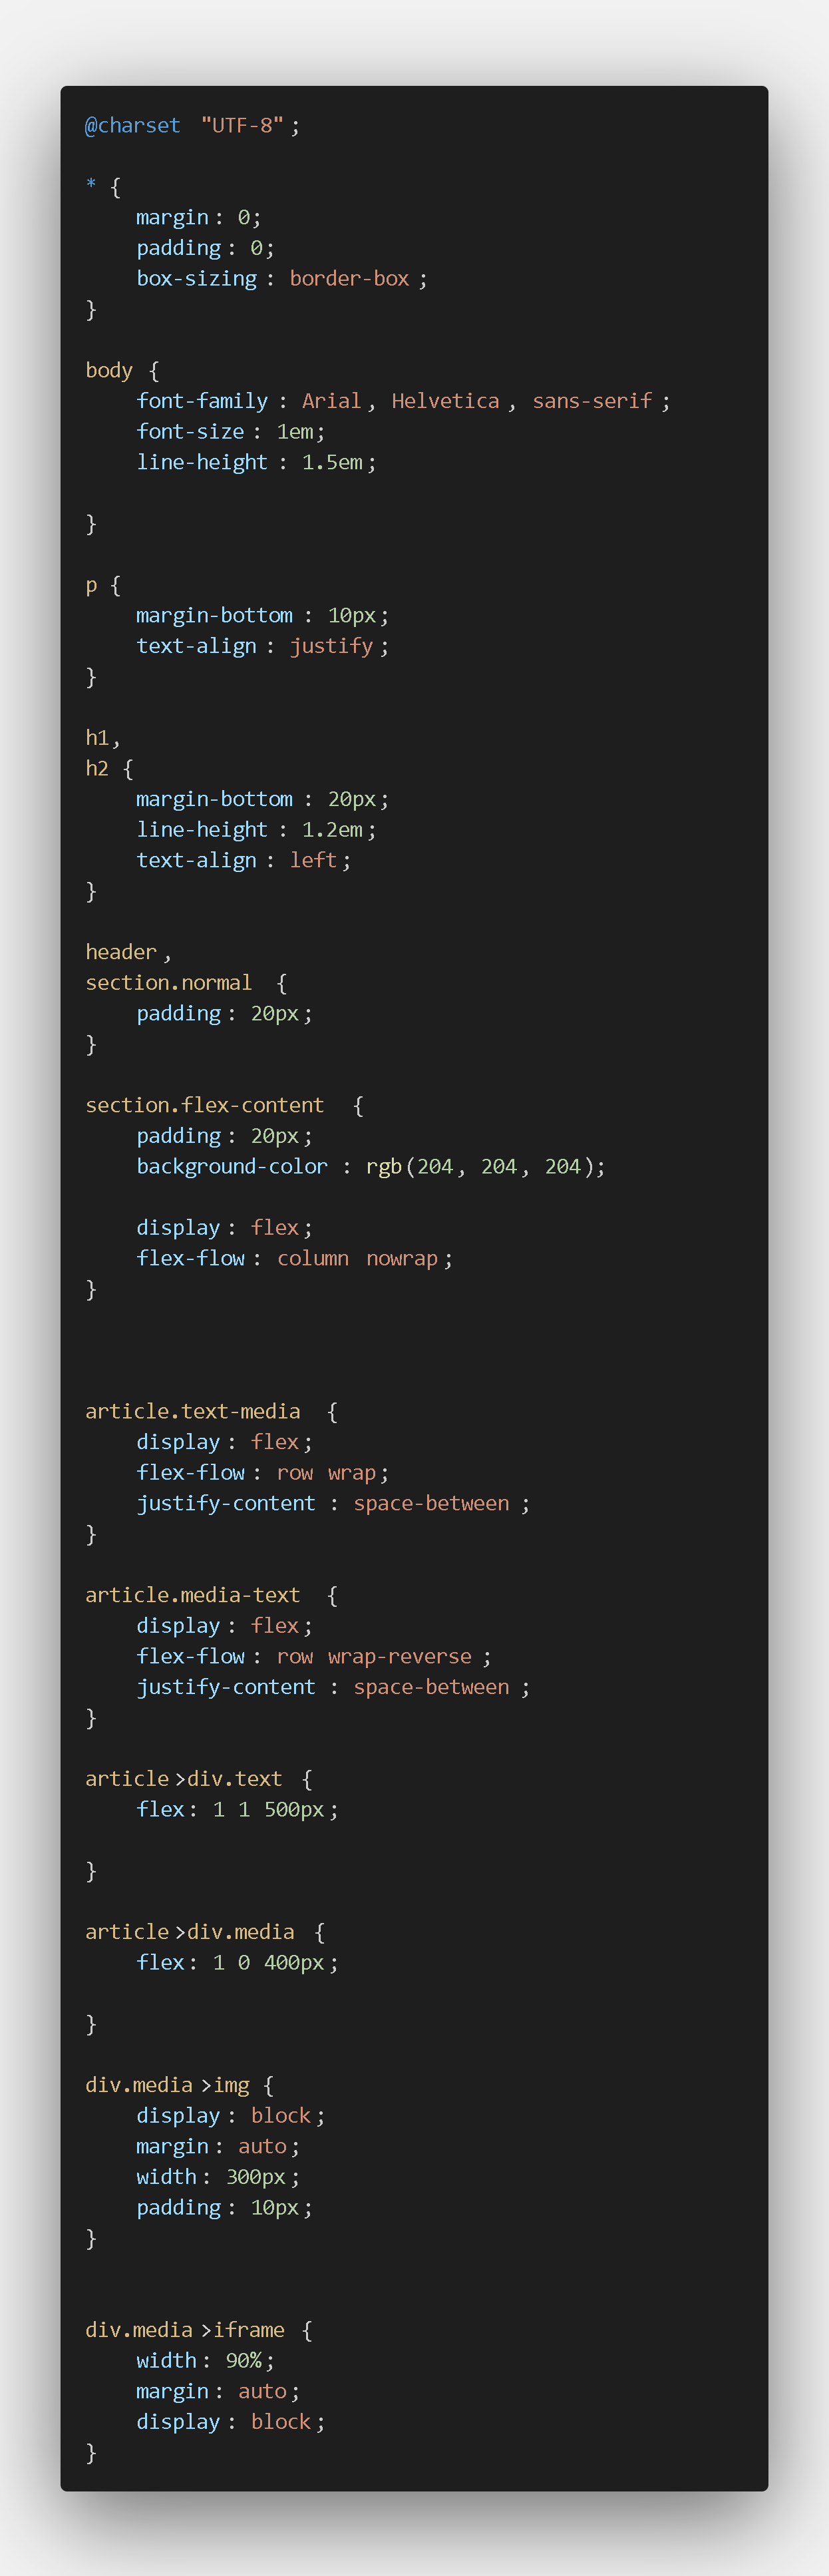 @charset "UTF-8";
* {
margin: 0;
padding: 0;
box-sizing: border-box;
}
body {
font-family: Arial, Helvetica, sans-serif;
font-size: 1em;
line-height: 1.5em;
}
p {
margin-bottom: 10px;
text-align: justify;
}
h1,
h2 {
margin-bottom: 20px;
line-height: 1.2em;
text-align: left;
}
header,
section.normal {
padding: 20px;
}
section.flex-content {
padding: 20px;
background-color: rgb(204, 204, 204);
display: flex;
flex-flow: column nowrap;
}
article.text-media {
display: flex;
flex-flow: row wrap;
justify-content: space-between;
}
article.media-text {
display: flex;
flex-flow: row wrap-reverse;
justify-content: space-between;
}
article>div.text {
flex: 1 1 500px;
}
article>div.media {
flex: 1 0 400px;
}
div.media>img {
display: block;
margin: auto;
width: 300px;
padding: 10px;
}
div.media>iframe {
width: 90%;
margin: auto;
display: block;
}